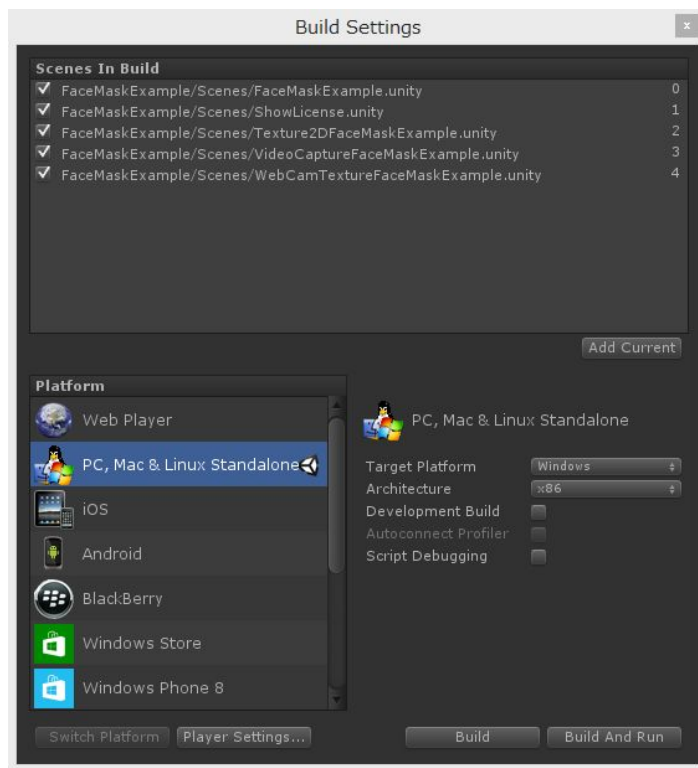 Build Settings
x
Scenes In Build
FaceMaskExample/Scenes/FaceMaskExample.unity 0
FaceMaskExample/Scenes/ShowLicense.unity 1
FaceMaskExample/Scenes/Texture2DFaceMaskExample.unity 2
FaceMaskExample/Scenes/VideoCaptureFaceMaskExample.unity 3
FaceMaskExample/Scenes/WebCamTextureFaceMaskExample.unity 4
Add Current
Platform
Web Player
PC, Mac & Linux Standalone
iOS
Android
BlackBerry
Windows Store
Windows Phone 8
PC, Mac & Linux Standalone
Target Platform Windows
Architecture x86
Development Build
Autoconnect Profiler
Script Debugging
Switch Platform Player Settings... Build Build And Run